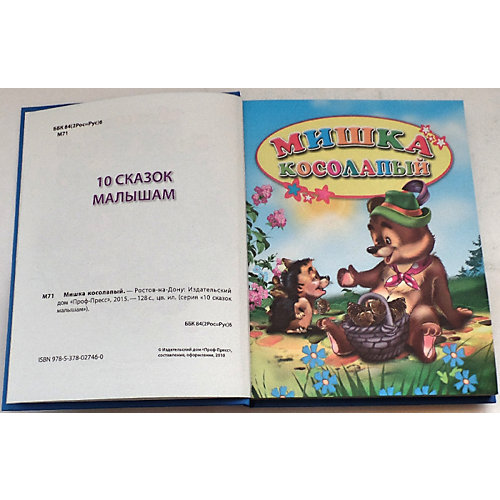 ББК 84(2Рос=Рус)6
М71
10 СКАЗОК
МАЛЫШАМ
М71 Мишка косолапый. — Ростов-на-Дону: Издательский
дом «Проф-Пресс», 2015, — 128 с., цв. ил. (серия «10 сказок
малышам»).
ББК 84(2Рос=Рус)6
ISBN 978-5-378-02746-0
© Издательский дом «Проф-Пресс»,
составление, оформление, 2010
МИШКА
КОСОЛАПЫЙ